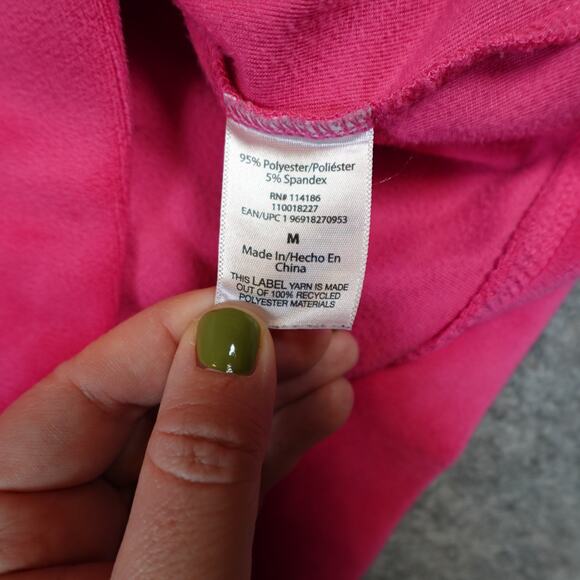 95% Polyester/Poliéster
5% Spandex
RN# 114186
110018227
EAN/UPC 1 96918270953
M
Made In/Hecho En
China
THIS LABEL YARN IS MADE
OUT OF 100% RECYCLED
POLYESTER MATERIALS